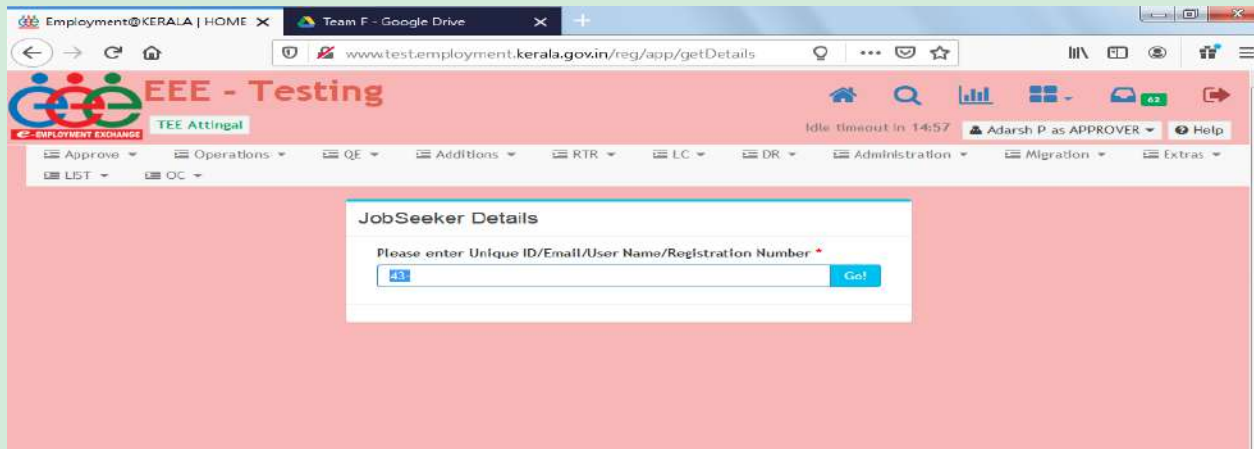 Employment@KERALA | HOME
Team F - Google Drive
www.test.employment.kerala.gov.in/reg/app/getDetails
EEE - Testing
62
e-EMPLOYMENT EXCHANGE
TEE Attingal
Idle timeout in 14:57
Adarsh P as APPROVER
Help
Approve
Operations
QE
Additions
RTR
LC
DR
Administration
Migration
Extras
LIST
OC
JobSeeker Details
Please enter Unique ID/Email/User Name/Registration Number *
43-
Go!